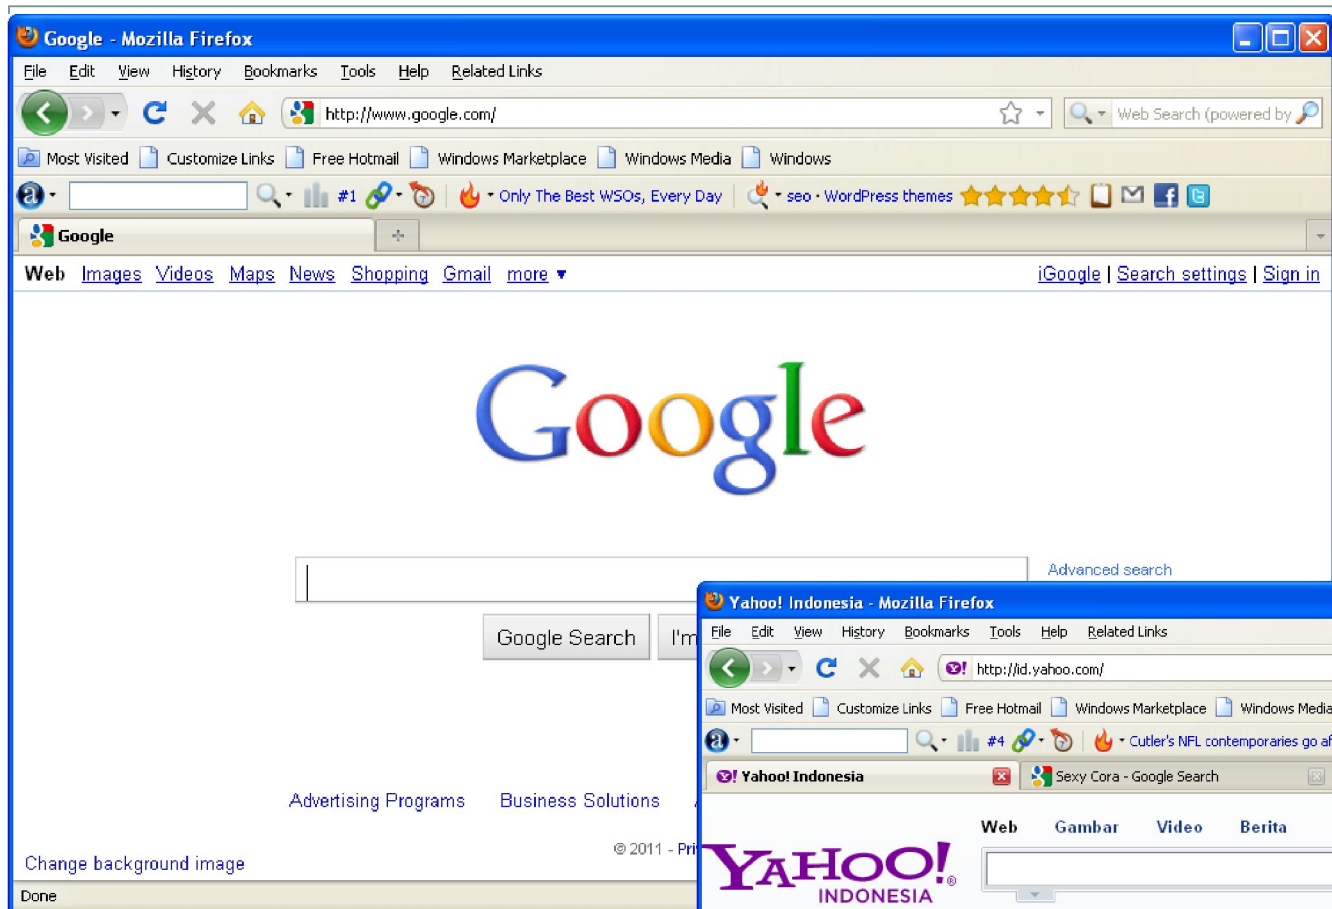 Google - Mozilla Firefox
File Edit View History Bookmarks Tools Help Related Links
http://www.google.com/ Web Search (powered by
Most Visited Customize Links Free Hotmail Windows Marketplace Windows Media Windows
a #1 Only The Best WSOs, Every Day seo · WordPress themes
Google
Web Images Videos Maps News Shopping Gmail more ▼ iGoogle | Search settings | Sign in
Google
Advanced search
Google Search I'm
Advertising Programs Business Solutions
© 2011 -
Change background image
Done
Yahoo! Indonesia - Mozilla Firefox
File Edit View History Bookmarks Tools Help Related Links
http://id.yahoo.com/
Most Visited Customize Links Free Hotmail Windows Marketplace Windows Media
a #4 Cutler's NFL contemporaries go
Yahoo! Indonesia Sexy Cora - Google Search
Web Gambar Video Berita
YAHOO!®
INDONESIA